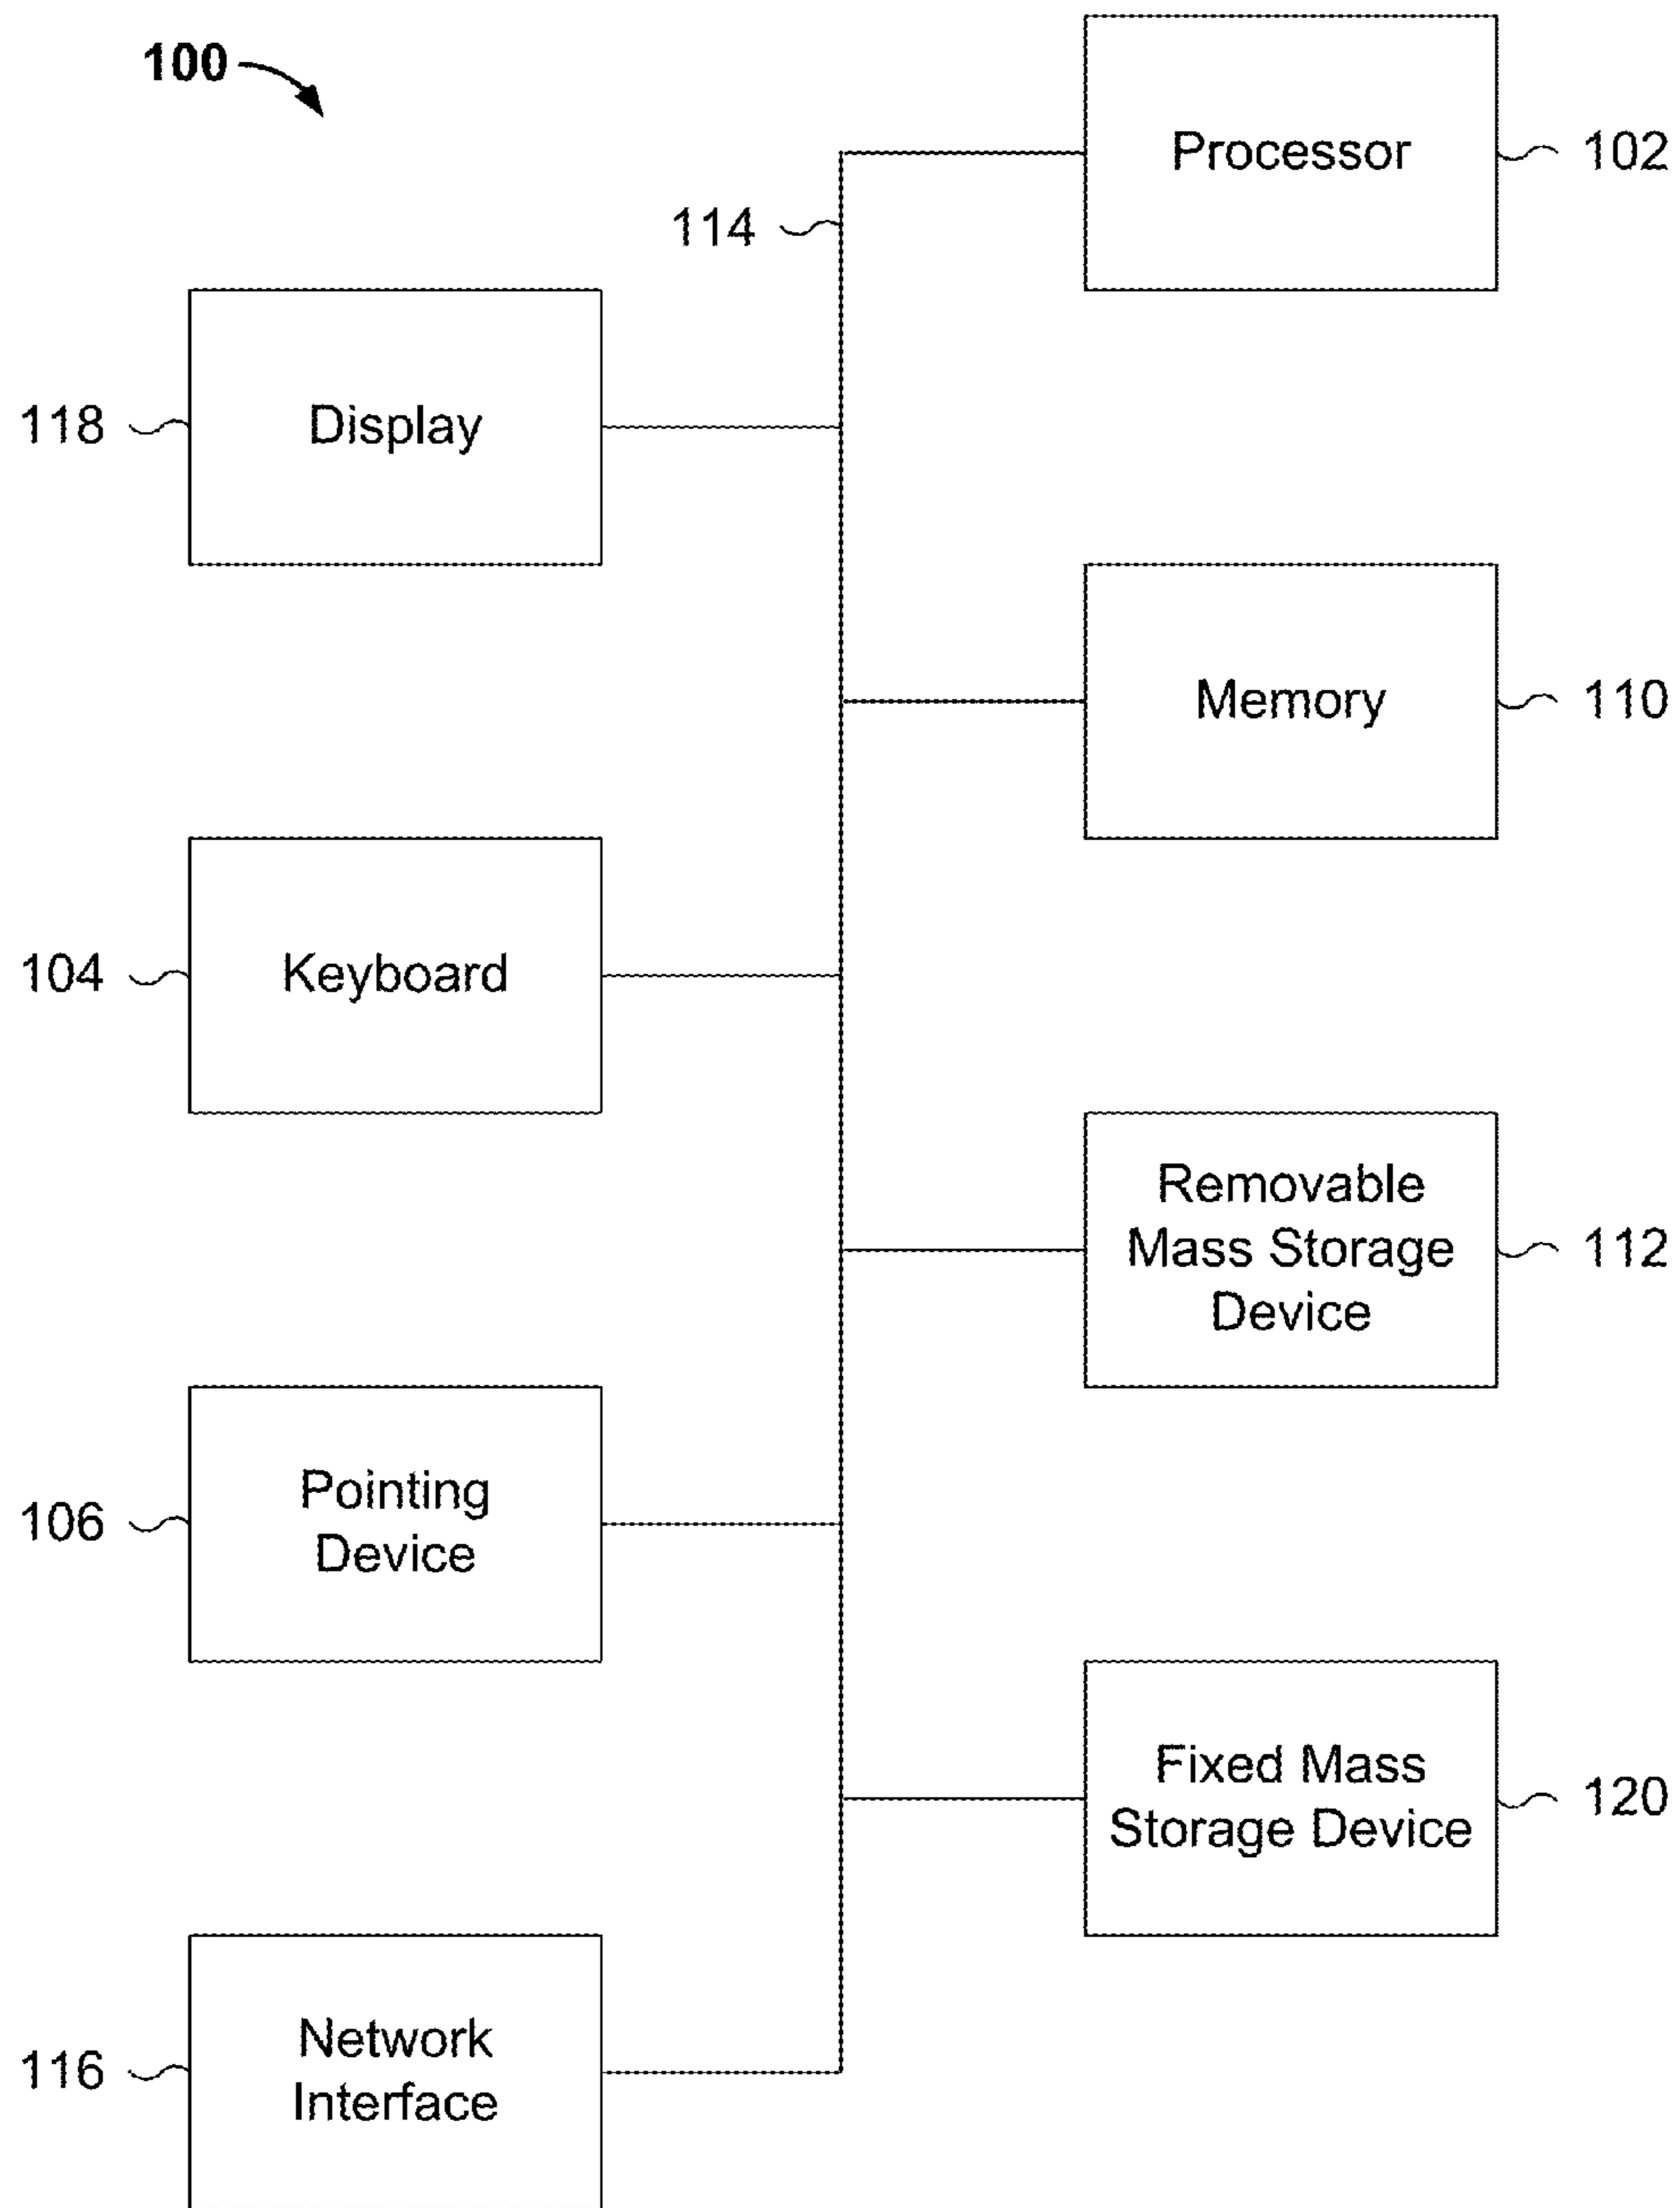 100
Processor
102
114
118
Display
Memory
110
104
Keyboard
Removable
Mass Storage
Device
112
106
Pointing
Device
Fixed Mass
Storage Device
120
116
Network
Interface